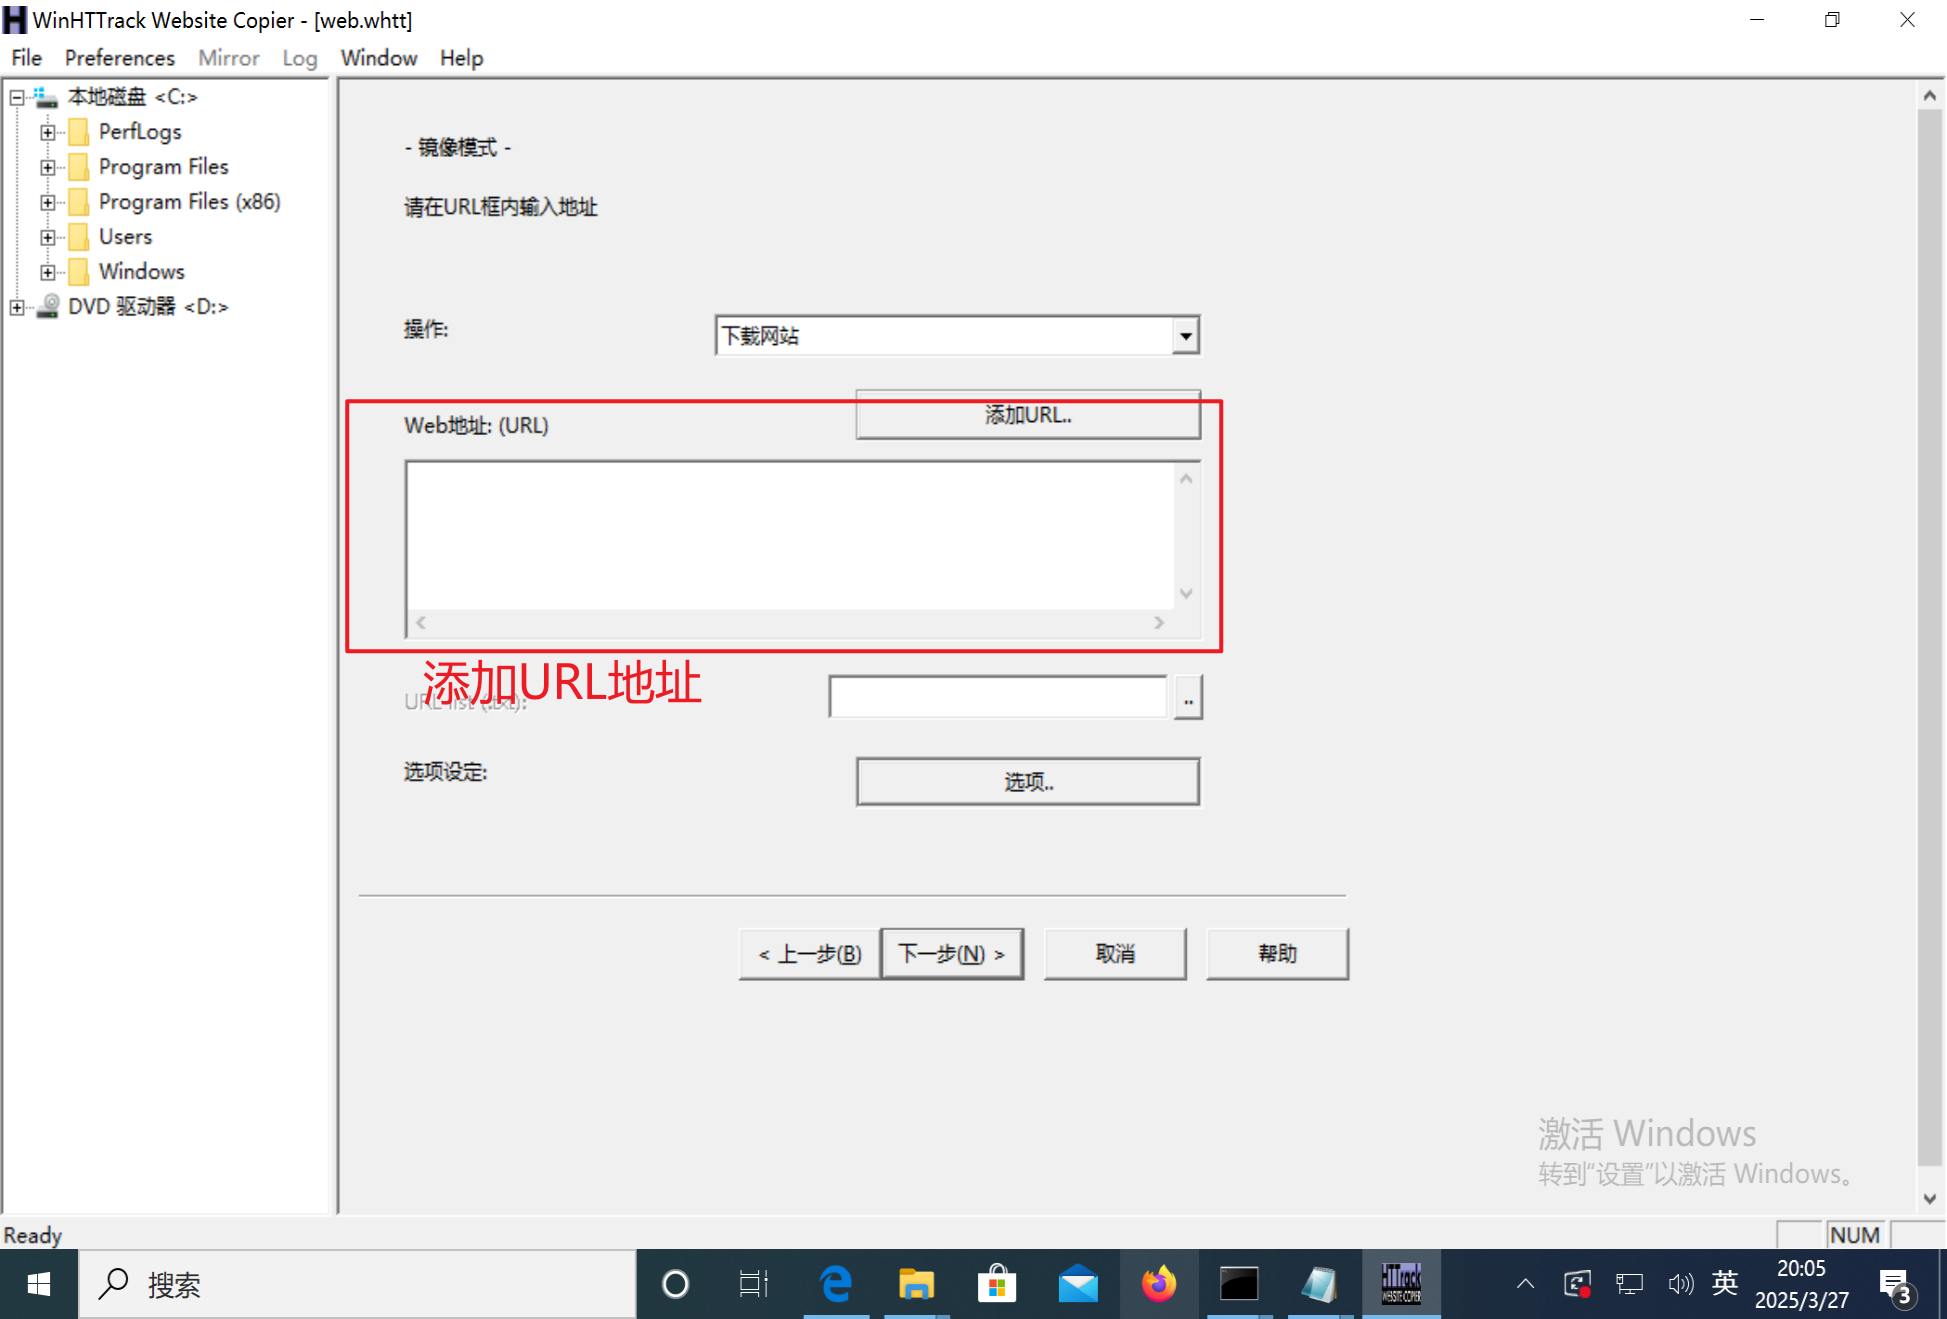 WinHTTrack Website Copier - [web.whtt]
File Preferences Mirror Log Window Help
本地磁盘 <C:>
PerfLogs
Program Files
Program Files (x86)
Users
Windows
DVD 驱动器 <D:>
- 镜像模式 -
请在URL框内输入地址
操作:
下载网站
添加URL..
Web地址: (URL)
添加URL地址
URL list (.txt):
..
选项设定:
选项..
< 上一步(B)
下一步(N) >
取消
帮助
激活 Windows
转到“设置”以激活 Windows。
Ready
NUM
搜索
HTTrack
WEBSITE COPIER
英
20:05
2025/3/27
3